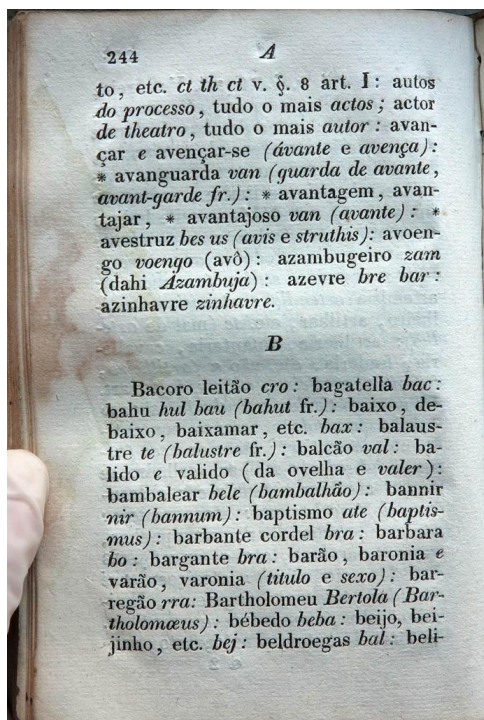 244 A
to, etc. ct th ct v. §. 8 art. I: autos
do processo, tudo o mais actos; actor
de theatro, tudo o mais autor: avan-
çar e avençar-se (ávante e avença):
* avanguarda van (guarda de avante,
avant-garde fr.): * avantagem, avan-
tajar, * avantajoso van (avante): *
avestruz bes us (avis e struthis): avoen-
go voengo (avô): azambugeiro zam
(dahi Azambuja): azevre bre bar:
azinhavre zinhavre.
B
Bacoro leitão cro: bagatella bac:
bahu hul bau (bahut fr.): baixo, de-
baixo, baixamar, etc. bax: balaus-
tre te (balustre fr.): balcão val: ba-
lido e valido (da ovelha e valer):
bambalear bele (bambalhão): bannir
nir (bannum): baptismo ate (baptis-
mus): barbante cordel bra: barbara
bo: bargante bra: barão, baronia e
varão, varonia (titulo e sexo): bar-
regão rra: Bartholomeu Bertola (Bar-
tholomœus): bébedo beba: beijo, bei-
jinho, etc. bej: beldroegas bal: beli-